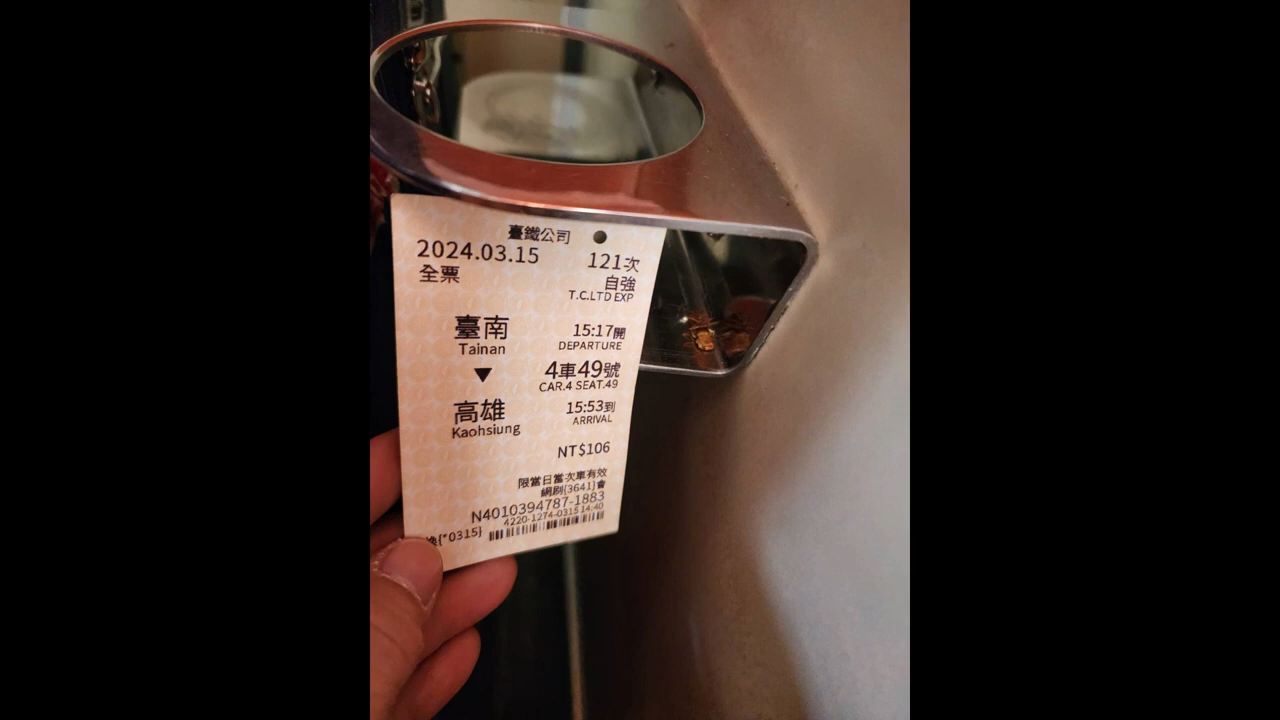 臺鐵公司
2024.03.15 121次
全票 自強
T.C.LTD EXP
臺南 15:17開
Tainan DEPARTURE
4車49號
CAR.4 SEAT.49
高雄 15:53到
Kaohsiung ARRIVAL
NT$106
限當日當次車有效
網刷{3641}會
N4010394787-1883
4220-1274-0315 14:40
{*0315}